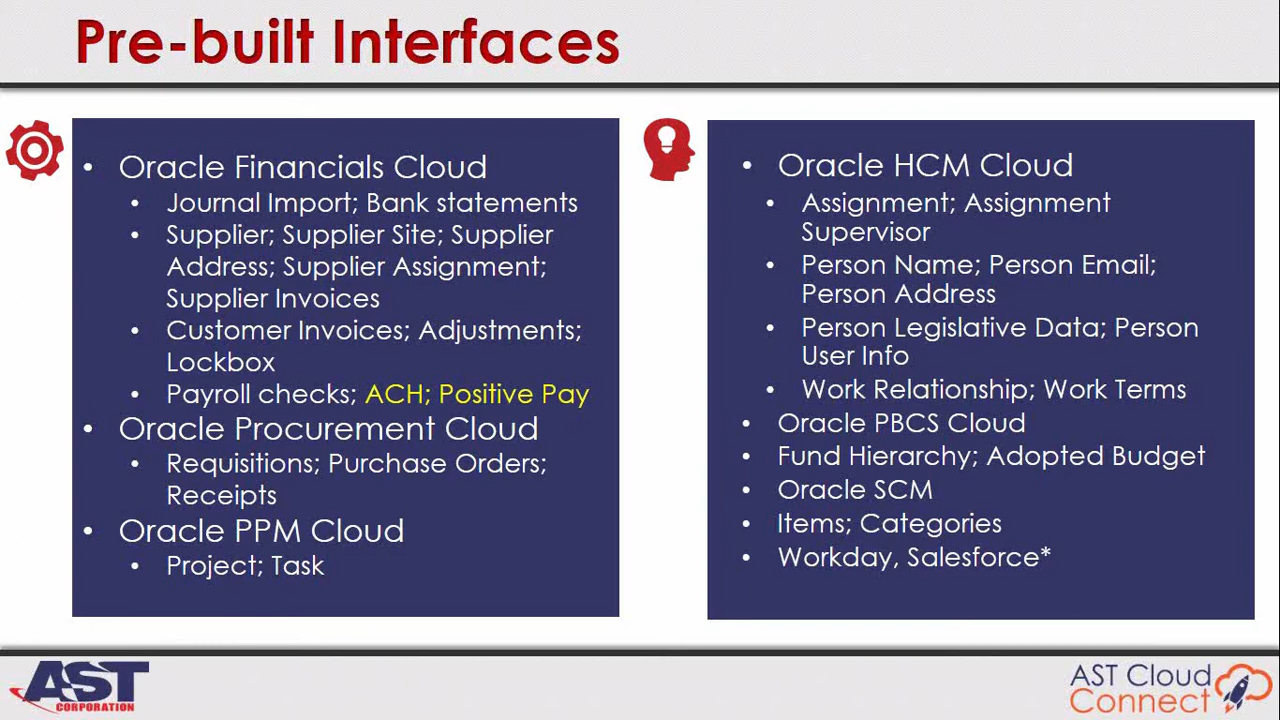 Pre-built Interfaces
• Oracle Financials Cloud
• Journal Import; Bank statements
• Supplier; Supplier Site; Supplier
Address; Supplier Assignment;
Supplier Invoices
• Customer Invoices; Adjustments;
Lockbox
• Payroll checks; ACH; Positive Pay
• Oracle Procurement Cloud
• Requisitions; Purchase Orders;
Receipts
• Oracle PPM Cloud
• Project; Task
• Oracle HCM Cloud
• Assignment; Assignment
Supervisor
• Person Name; Person Email;
Person Address
• Person Legislative Data; Person
User Info
• Work Relationship; Work Terms
• Oracle PBCS Cloud
• Fund Hierarchy; Adopted Budget
• Oracle SCM
• Items; Categories
• Workday, Salesforce*
AST
CORPORATION
AST Cloud
Connect